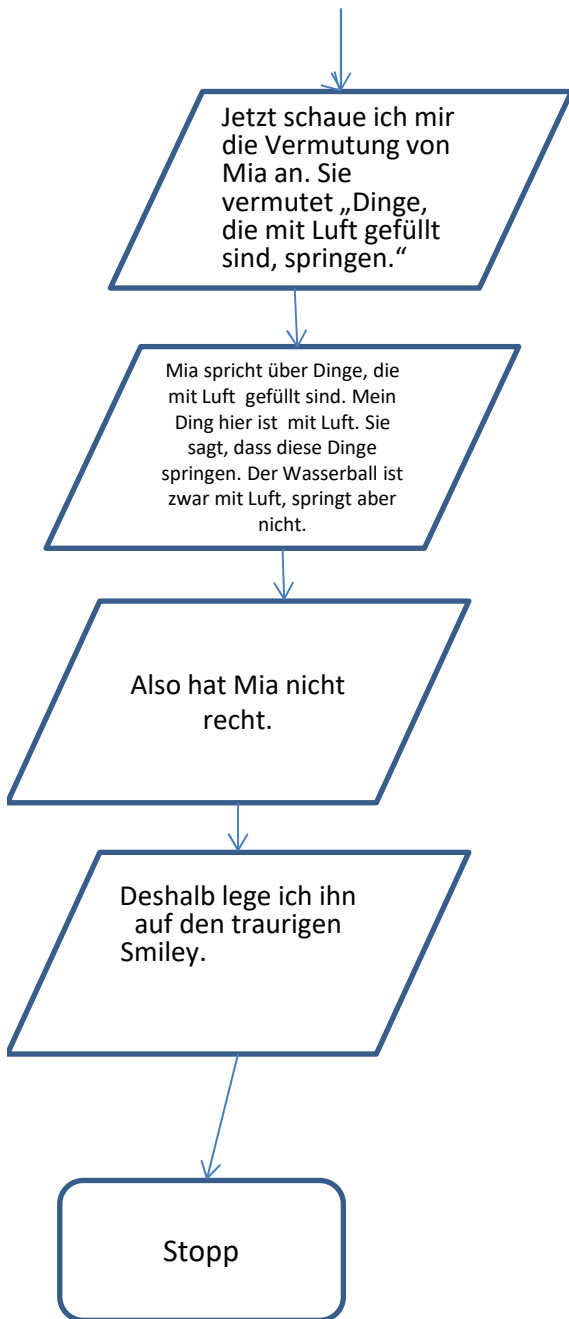 Jetzt schaue ich mir
die Vermutung von
Mia an. Sie
vermutet „Dinge,
die mit Luft gefüllt
sind, springen.“
Mia spricht über Dinge, die
mit Luft gefüllt sind. Mein
Ding hier ist mit Luft. Sie
sagt, dass diese Dinge
springen. Der Wasserball ist
zwar mit Luft, springt aber
nicht.
Also hat Mia nicht
recht.
Deshalb lege ich ihn
auf den traurigen
Smiley.
Stopp